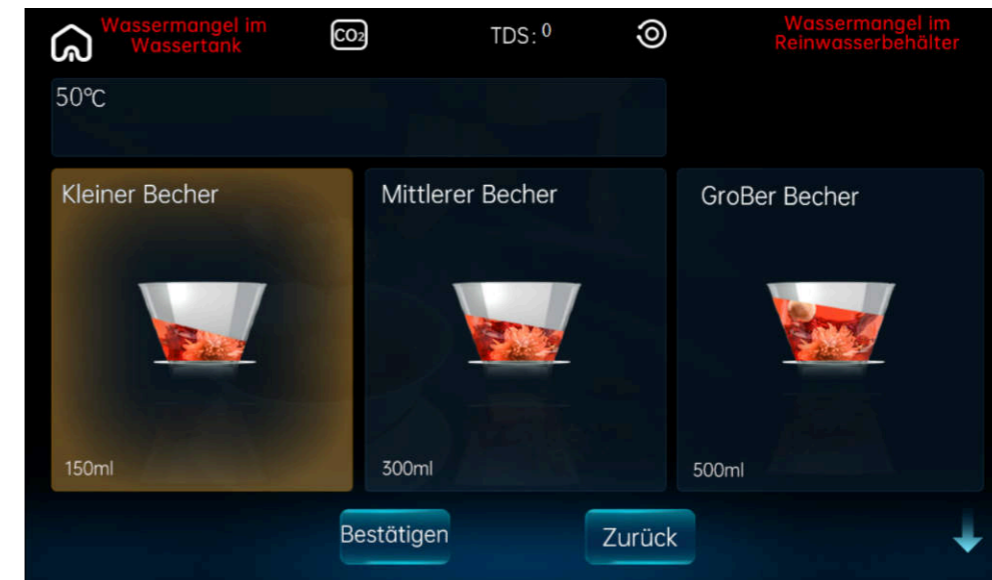 Wassermangel im
Wassertank
CO2
TDS: 0
Wassermangel im
Reinwasserbehälter
50℃
Kleiner Becher
Mittlerer Becher
GroBer Becher
150ml
300ml
500ml
Bestätigen
Zurück